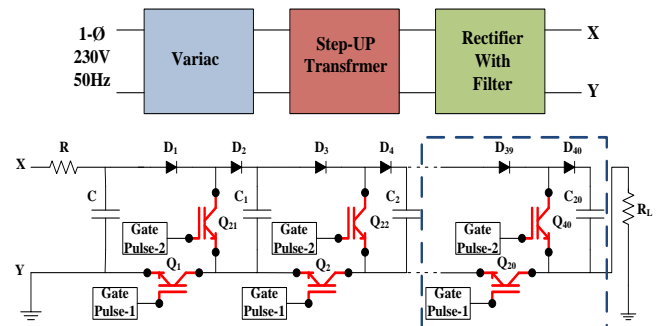 1-Ø
230V
50Hz
Variac
Step-UP
Transfrmer
Rectifier
With
Filter
X
Y
X
R
D1
D2
D3
D4
D39
D40
C
C1
C2
C20
RL
Q21
Q22
Q40
Gate
Pulse-2
Gate
Pulse-2
Gate
Pulse-2
Y
Q1
Q2
Q20
Gate
Pulse-1
Gate
Pulse-1
Gate
Pulse-1